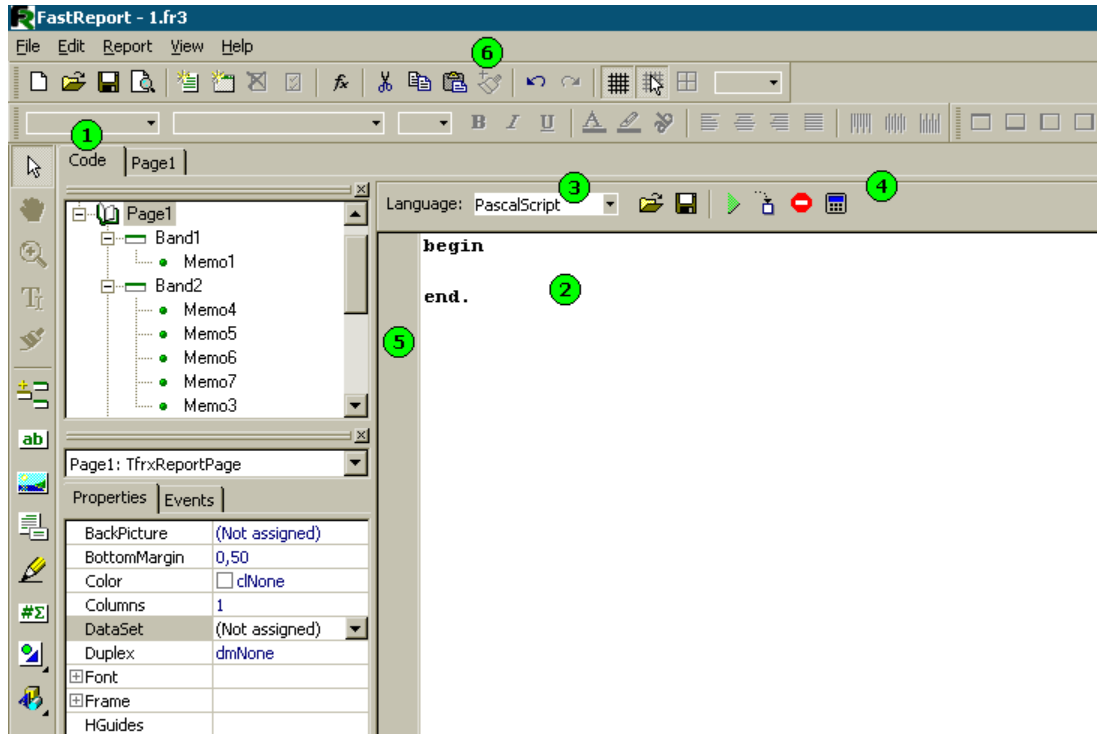 FastReport - 1.fr3
File Edit Report View Help
6
fx
B I U
1
Code Page1
Language: PascalScript
3
4
Page1
Band1
Memo1
Band2
Memo4
Memo5
Memo6
Memo7
Memo3
begin
end.
2
5
ab
Page1: TfrxReportPage
Properties Events
BackPicture (Not assigned)
BottomMargin 0,50
Color clNone
Columns 1
DataSet (Not assigned)
Duplex dmNone
Font
Frame
HGuides
#Σ